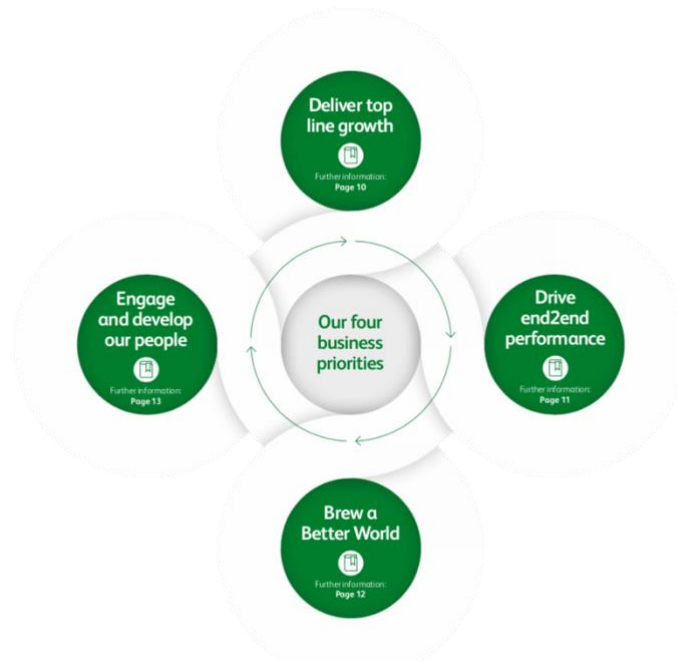 Deliver top
line growth
Further information:
Page 10
Engage
and develop
our people
Further information:
Page 13
Our four
business
priorities
Drive
end2end
performance
Further information:
Page 11
Brew a
Better World
Further information:
Page 12